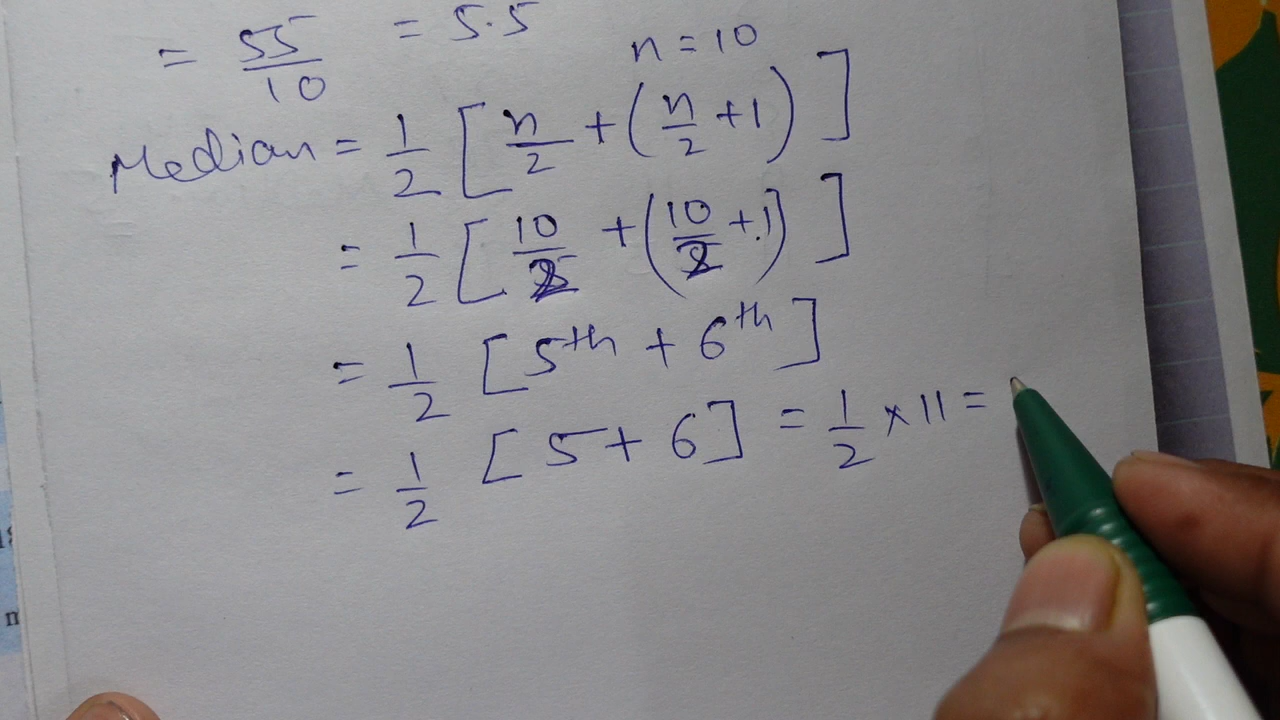 = 55/10 = 5.5
n = 10
Median = 1/2 [ n/2 + ( n/2 + 1 ) ]
= 1/2 [ 10/2 + ( 10/2 + 1 ) ]
= 1/2 [ 5th + 6th ]
= 1/2 [ 5 + 6 ] = 1/2 × 11 =